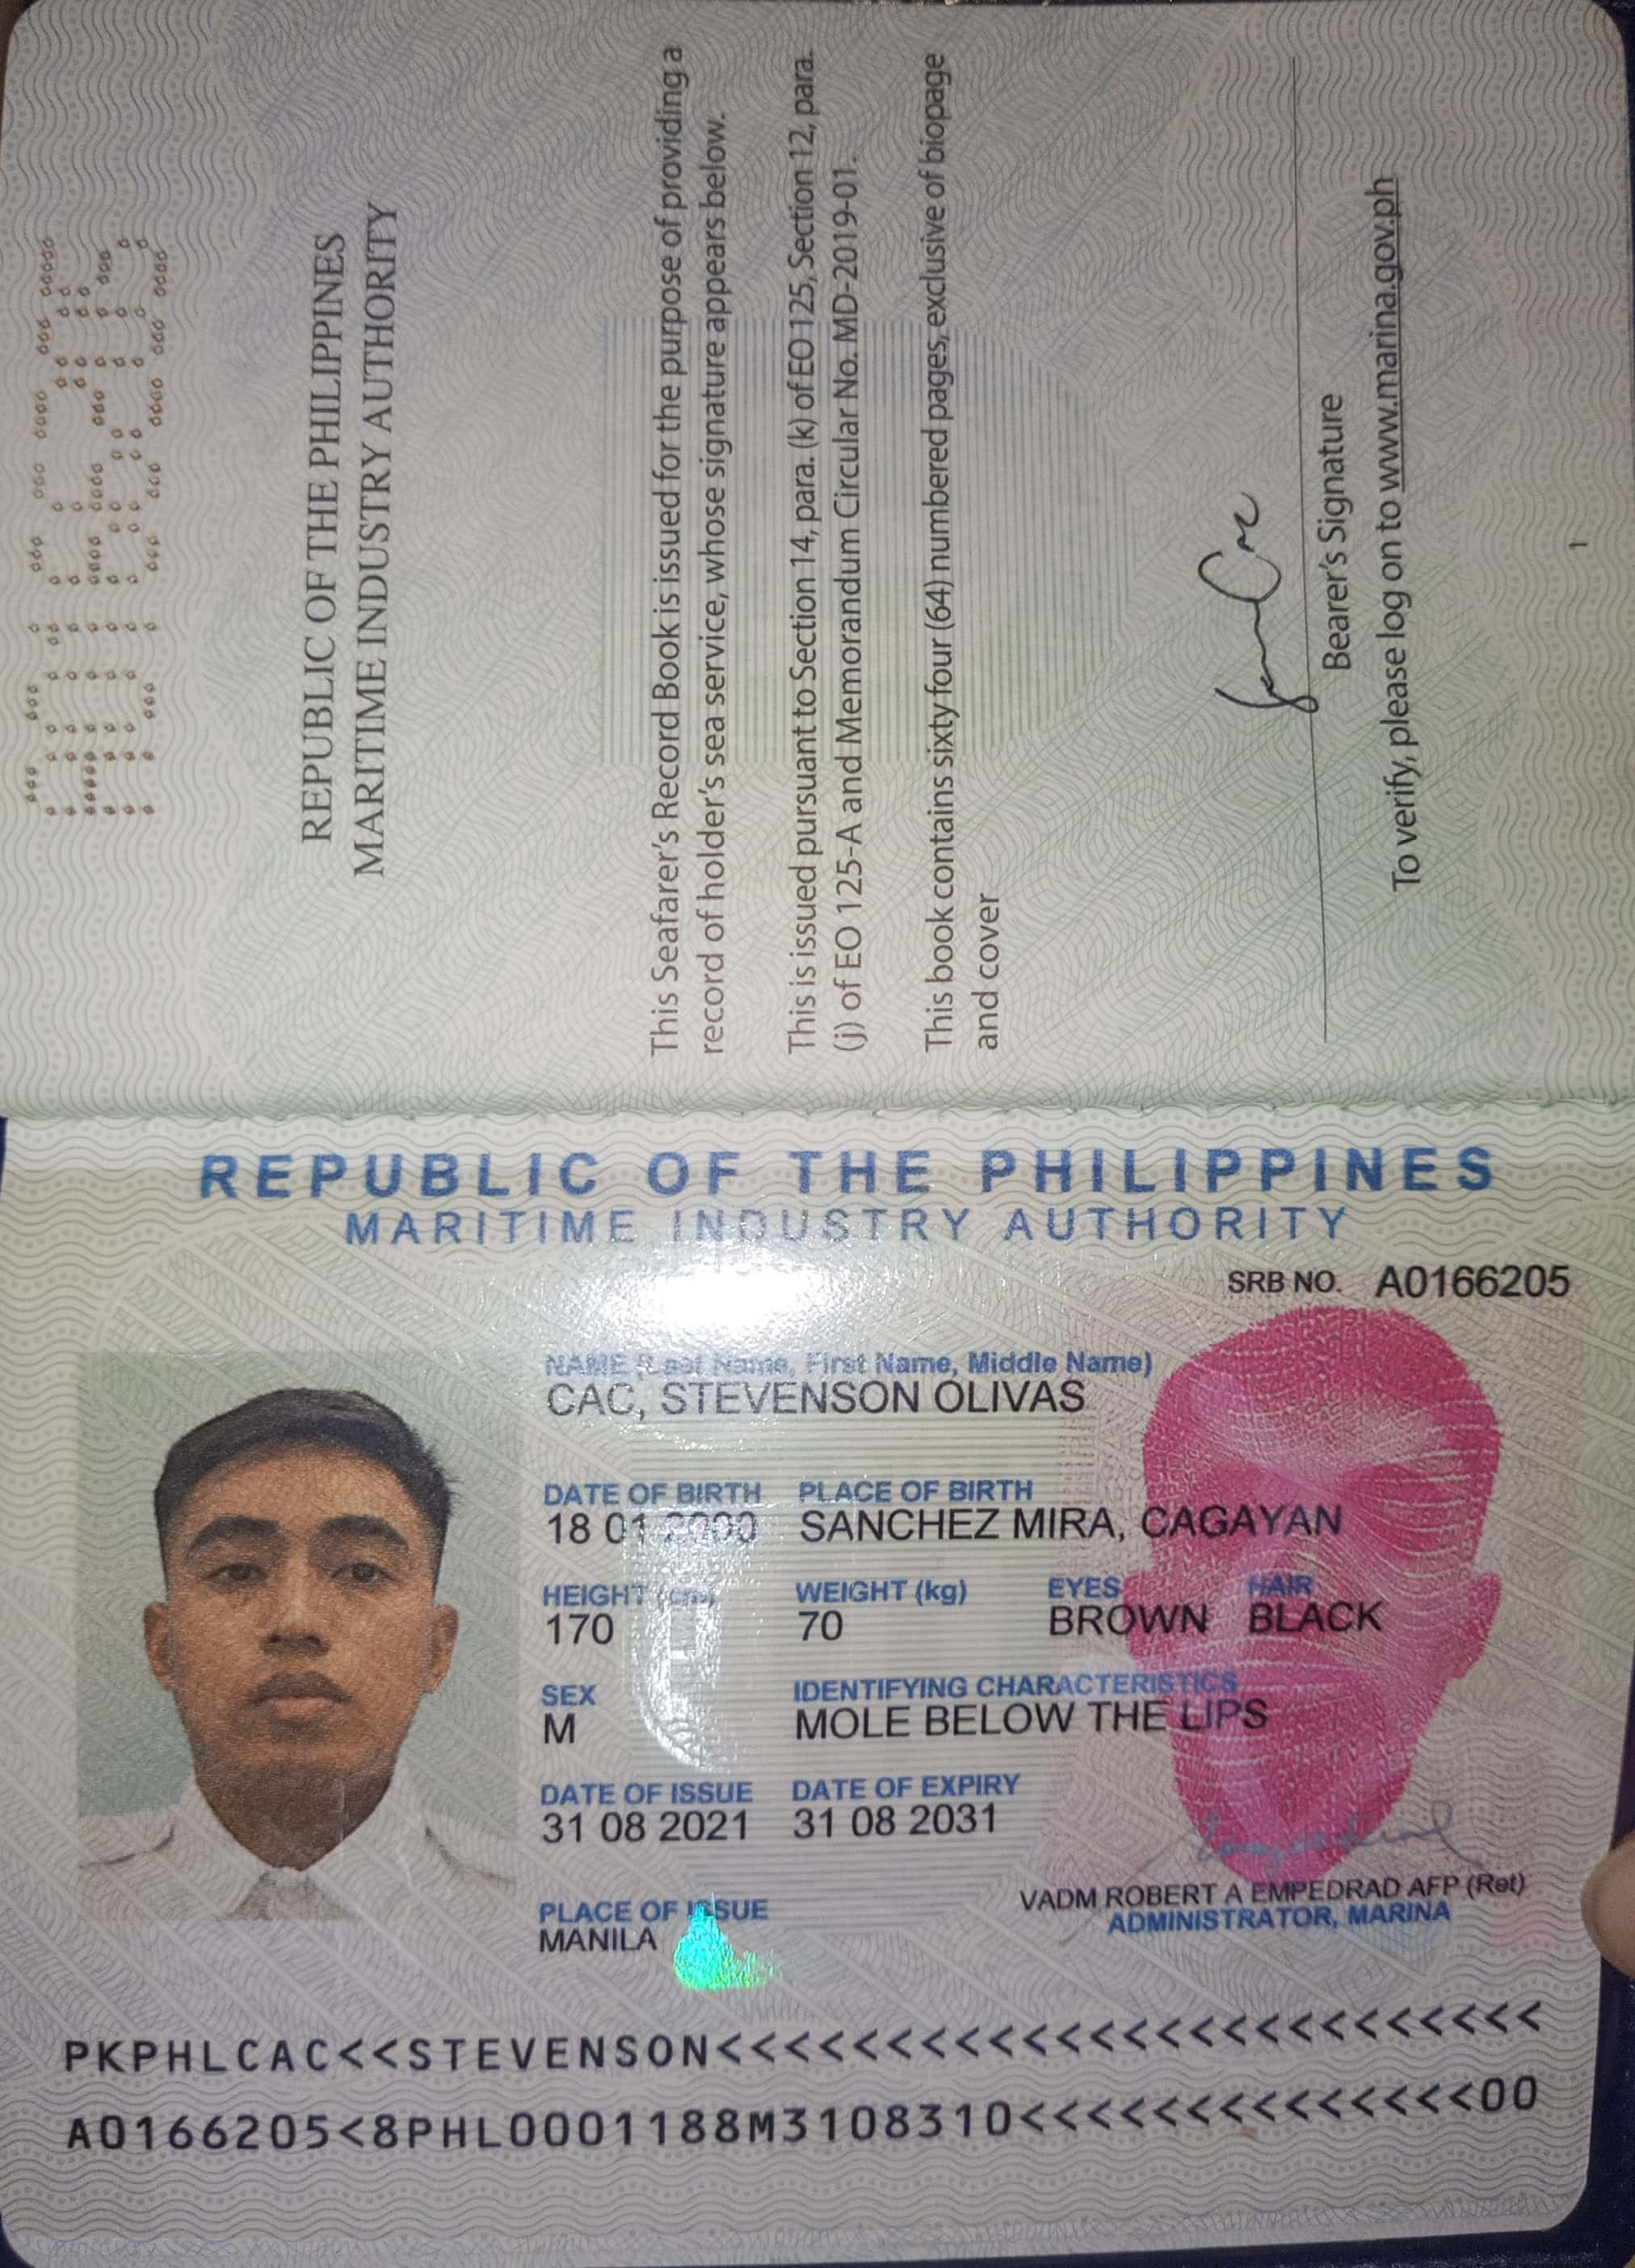 A0166205
REPUBLIC OF THE PHILIPPINES
MARITIME INDUSTRY AUTHORITY
This Seafarer's Record Book is issued for the purpose of providing a
record of holder's sea service, whose signature appears below.
This is issued pursuant to Section 14, para. (k) of EO 125, Section 12, para.
(j) of EO 125-A and Memorandum Circular No. MD-2019-01.
This book contains sixty four (64) numbered pages, exclusive of biopage
and cover
Bearer's Signature
To verify, please log on to www.marina.gov.ph
1
REPUBLIC OF THE PHILIPPINES
MARITIME INDUSTRY AUTHORITY
SRB NO. A0166205
NAME (Last Name, First Name, Middle Name)
CAC, STEVENSON OLIVAS
DATE OF BIRTH PLACE OF BIRTH
18 01 2000 SANCHEZ MIRA, CAGAYAN
HEIGHT (cm) WEIGHT (kg) EYES HAIR
170 70 BROWN BLACK
SEX IDENTIFYING CHARACTERISTICS
M MOLE BELOW THE LIPS
DATE OF ISSUE DATE OF EXPIRY
31 08 2021 31 08 2031
PLACE OF ISSUE
MANILA
VADM ROBERT A EMPEDRAD AFP (Ret)
ADMINISTRATOR, MARINA
PKPHLCAC<<STEVENSON<<<<<<<<<<<<<<<<<<<<<<<<<
A0166205<8PHL0001188M3108310<<<<<<<<<<<<<<00